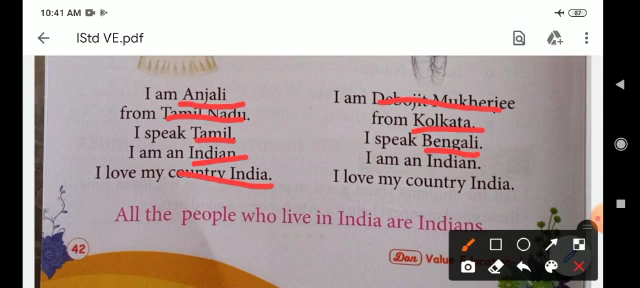 10:41 AM
87
IStd VE.pdf
I am Anjali
from Tamil Nadu.
I speak Tamil.
I am an Indian.
I love my country India.
I am Debojit Mukherjee
from Kolkata.
I speak Bengali.
I am an Indian.
I love my country India.
All the people who live in India are Indians.
42
Don Value